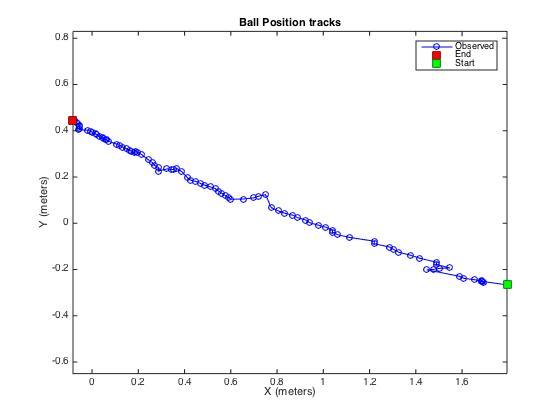 Ball Position tracks
Observed
End
Start
0.8
0.6
0.4
0.2
0
-0.2
-0.4
-0.6
Y (meters)
0 0.2 0.4 0.6 0.8 1 1.2 1.4 1.6
X (meters)